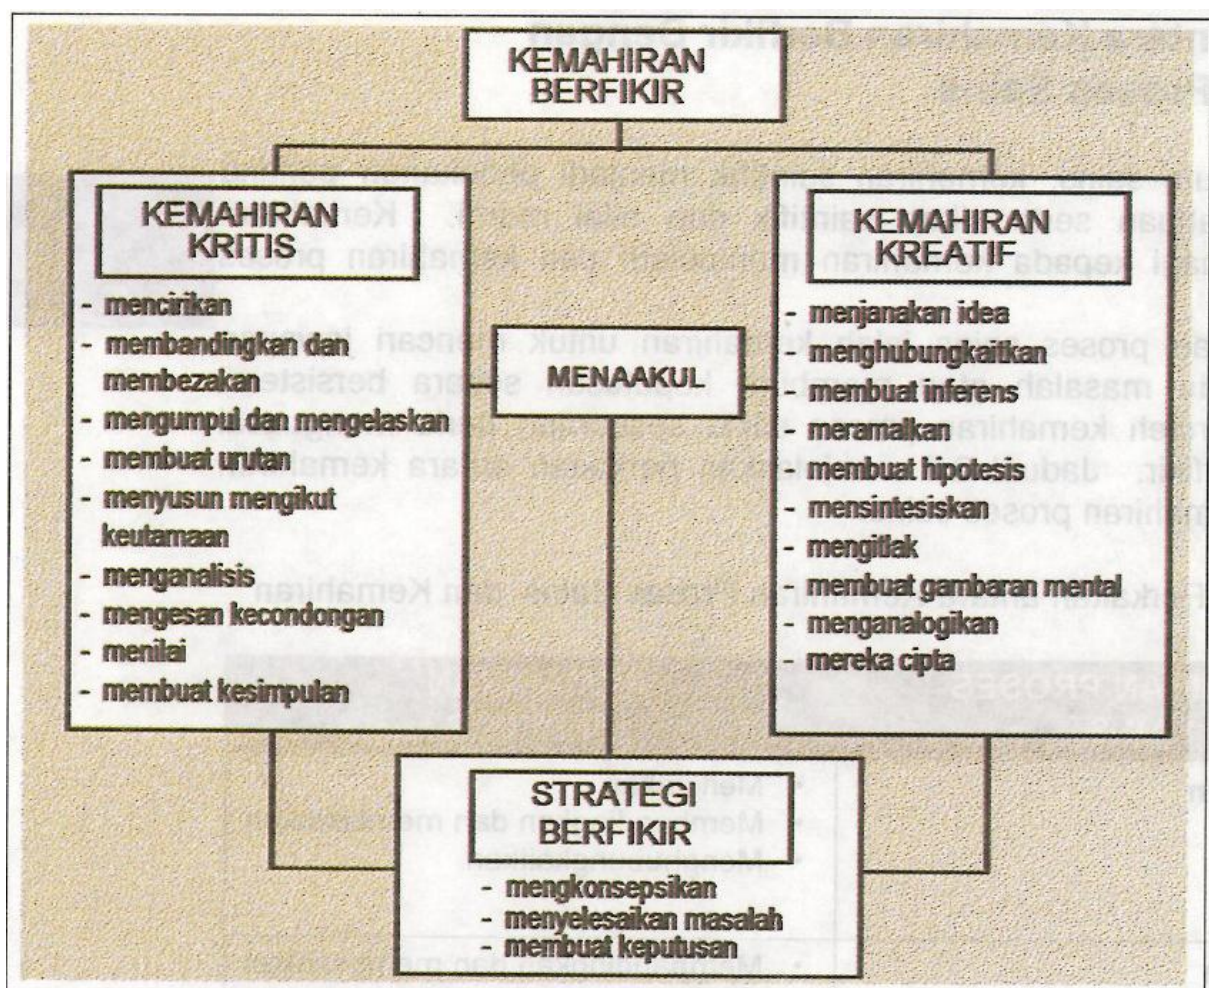 KEMAHIRAN
BERFIKIR
KEMAHIRAN
KRITIS
- mencirikan
- membandingkan dan
membezakan
- mengumpul dan mengelaskan
- membuat urutan
- menyusun mengikut
keutamaan
- menganalisis
- mengesan kecondongan
- menilai
- membuat kesimpulan
MENAAKUL
KEMAHIRAN
KREATIF
- menjanakan idea
- menghubungkaitkan
- membuat inferens
- meramalkan
- membuat hipotesis
- mensintesiskan
- mengitlak
- membuat gambaran mental
- menganalogikan
- mereka cipta
STRATEGI
BERFIKIR
- mengkonsepsikan
- menyelesaikan masalah
- membuat keputusan